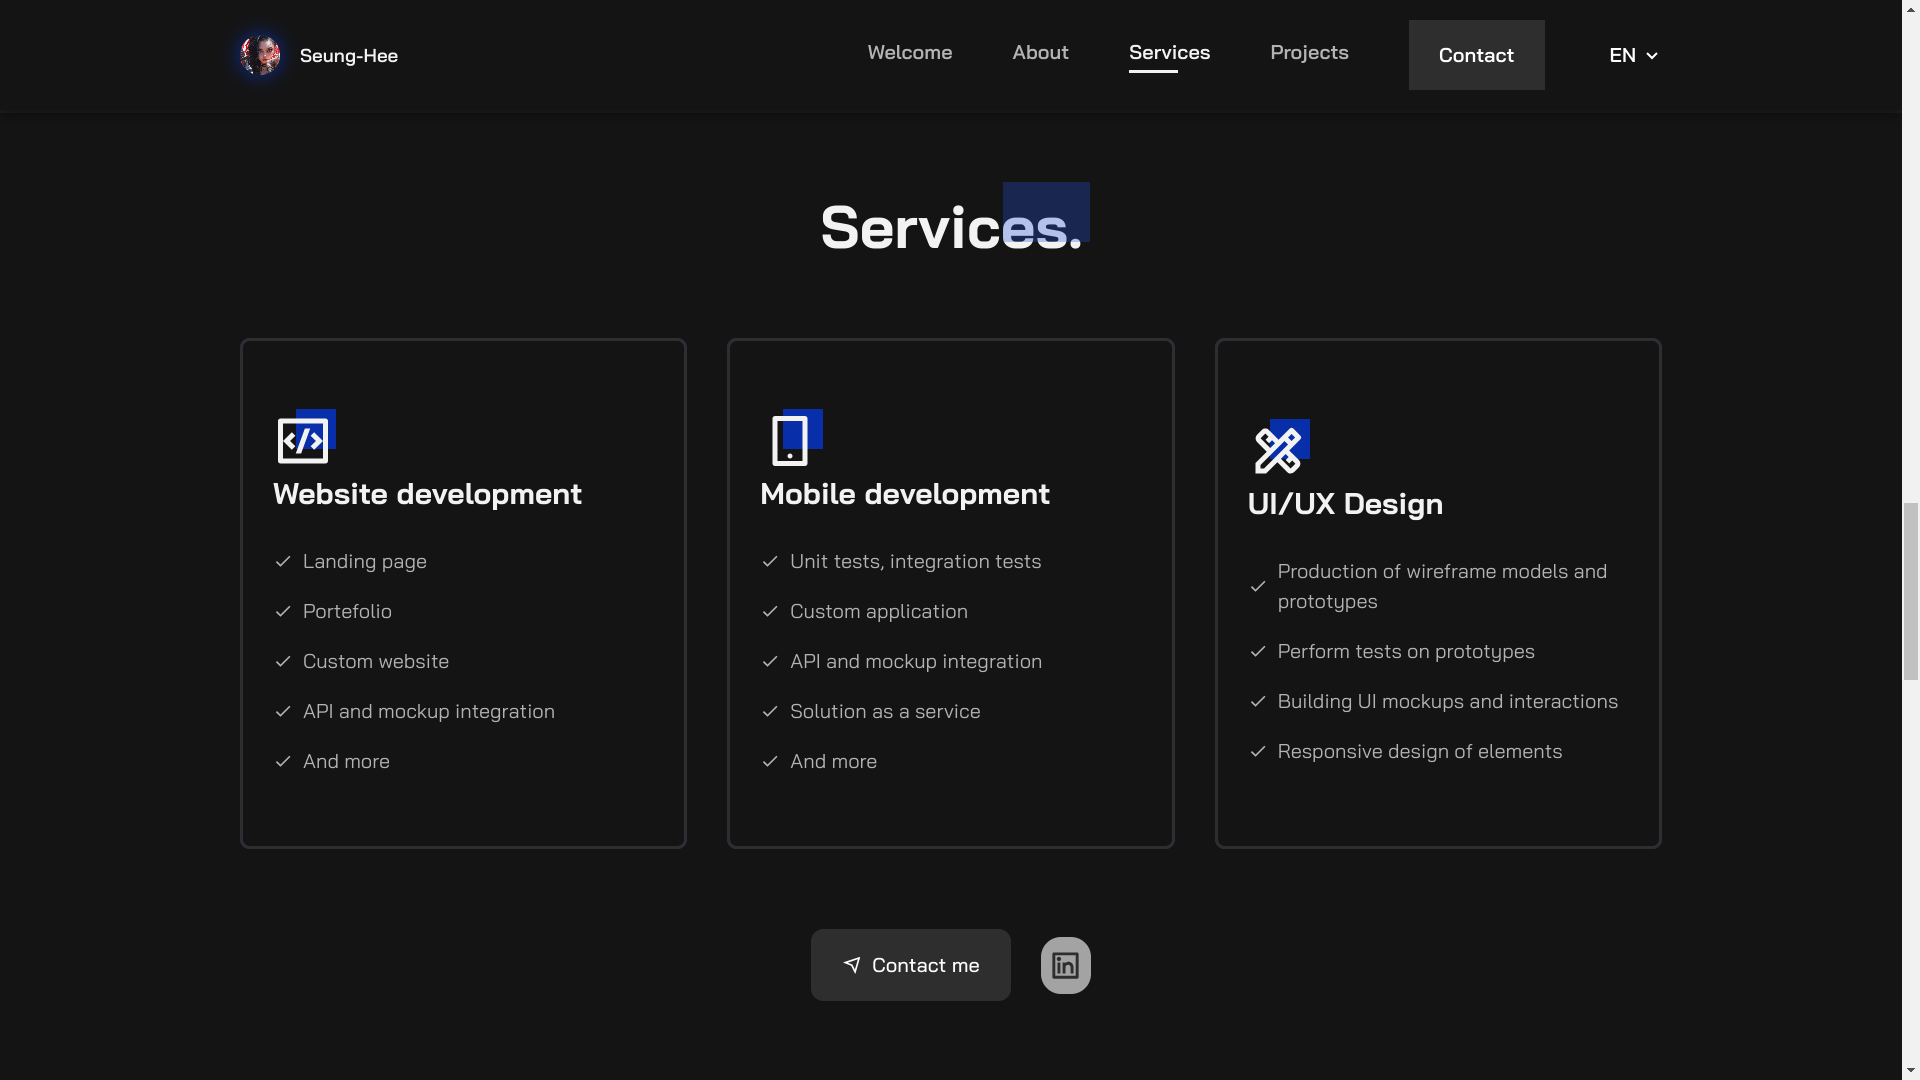 Seung-Hee
Welcome
About
Services
Projects
Contact
EN
Services.
Website development
Landing page
Portefolio
Custom website
API and mockup integration
And more
Mobile development
Unit tests, integration tests
Custom application
API and mockup integration
Solution as a service
And more
UI/UX Design
Production of wireframe models and
prototypes
Perform tests on prototypes
Building UI mockups and interactions
Responsive design of elements
Contact me
in